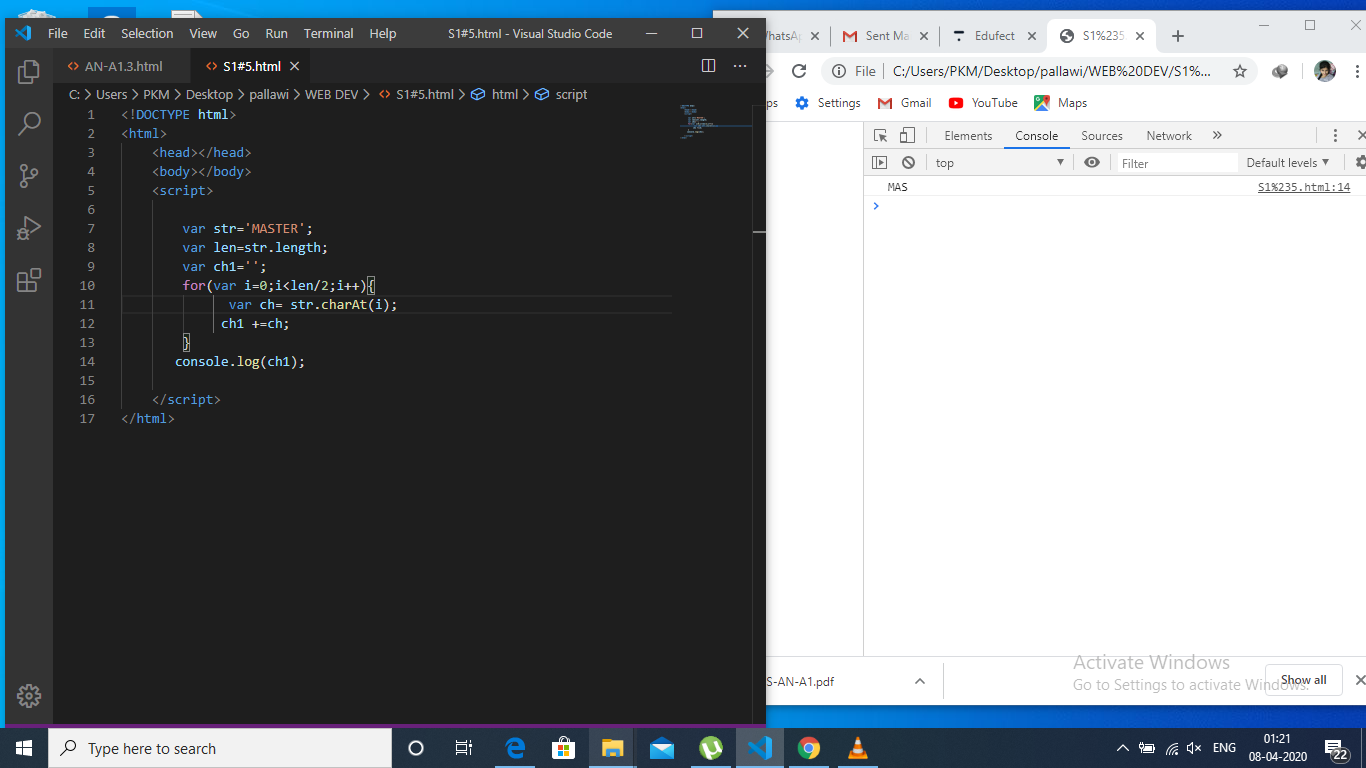 File Edit Selection View Go Run Terminal Help S1#5.html - Visual Studio Code
AN-A1.3.html S1#5.html
C: > Users > PKM > Desktop > pallawi > WEB DEV > S1#5.html > html > script
1 <!DOCTYPE html>
2 <html>
3 <head></head>
4 <body></body>
5 <script>
6
7 var str='MASTER';
8 var len=str.length;
9 var ch1='';
10 for(var i=0;i<len/2;i++){
11 var ch= str.charAt(i);
12 ch1 +=ch;
13 }
14 console.log(ch1);
15
16 </script>
17 </html>
Sent Ma Edufect S1%235.
File C:/Users/PKM/Desktop/pallawi/WEB%20DEV/S1%...
ps Settings Gmail YouTube Maps
Elements Console Sources Network »
top Filter Default levels
MAS S1%235.html:14
S-AN-A1.pdf Show all
Activate Windows
Go to Settings to activate Windows.
Type here to search
ENG 01:21
08-04-2020 22